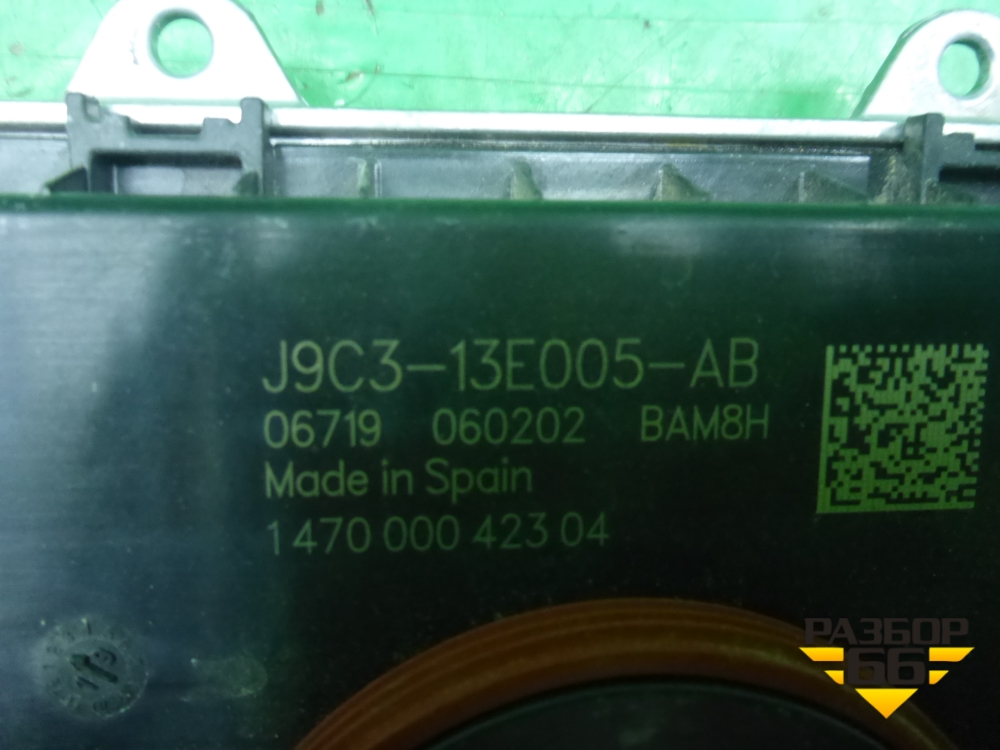 J9C3-13E005-AB
06719 060202 BAM8H
Made in Spain
1 470 000 423 04
РАЗБОР
66